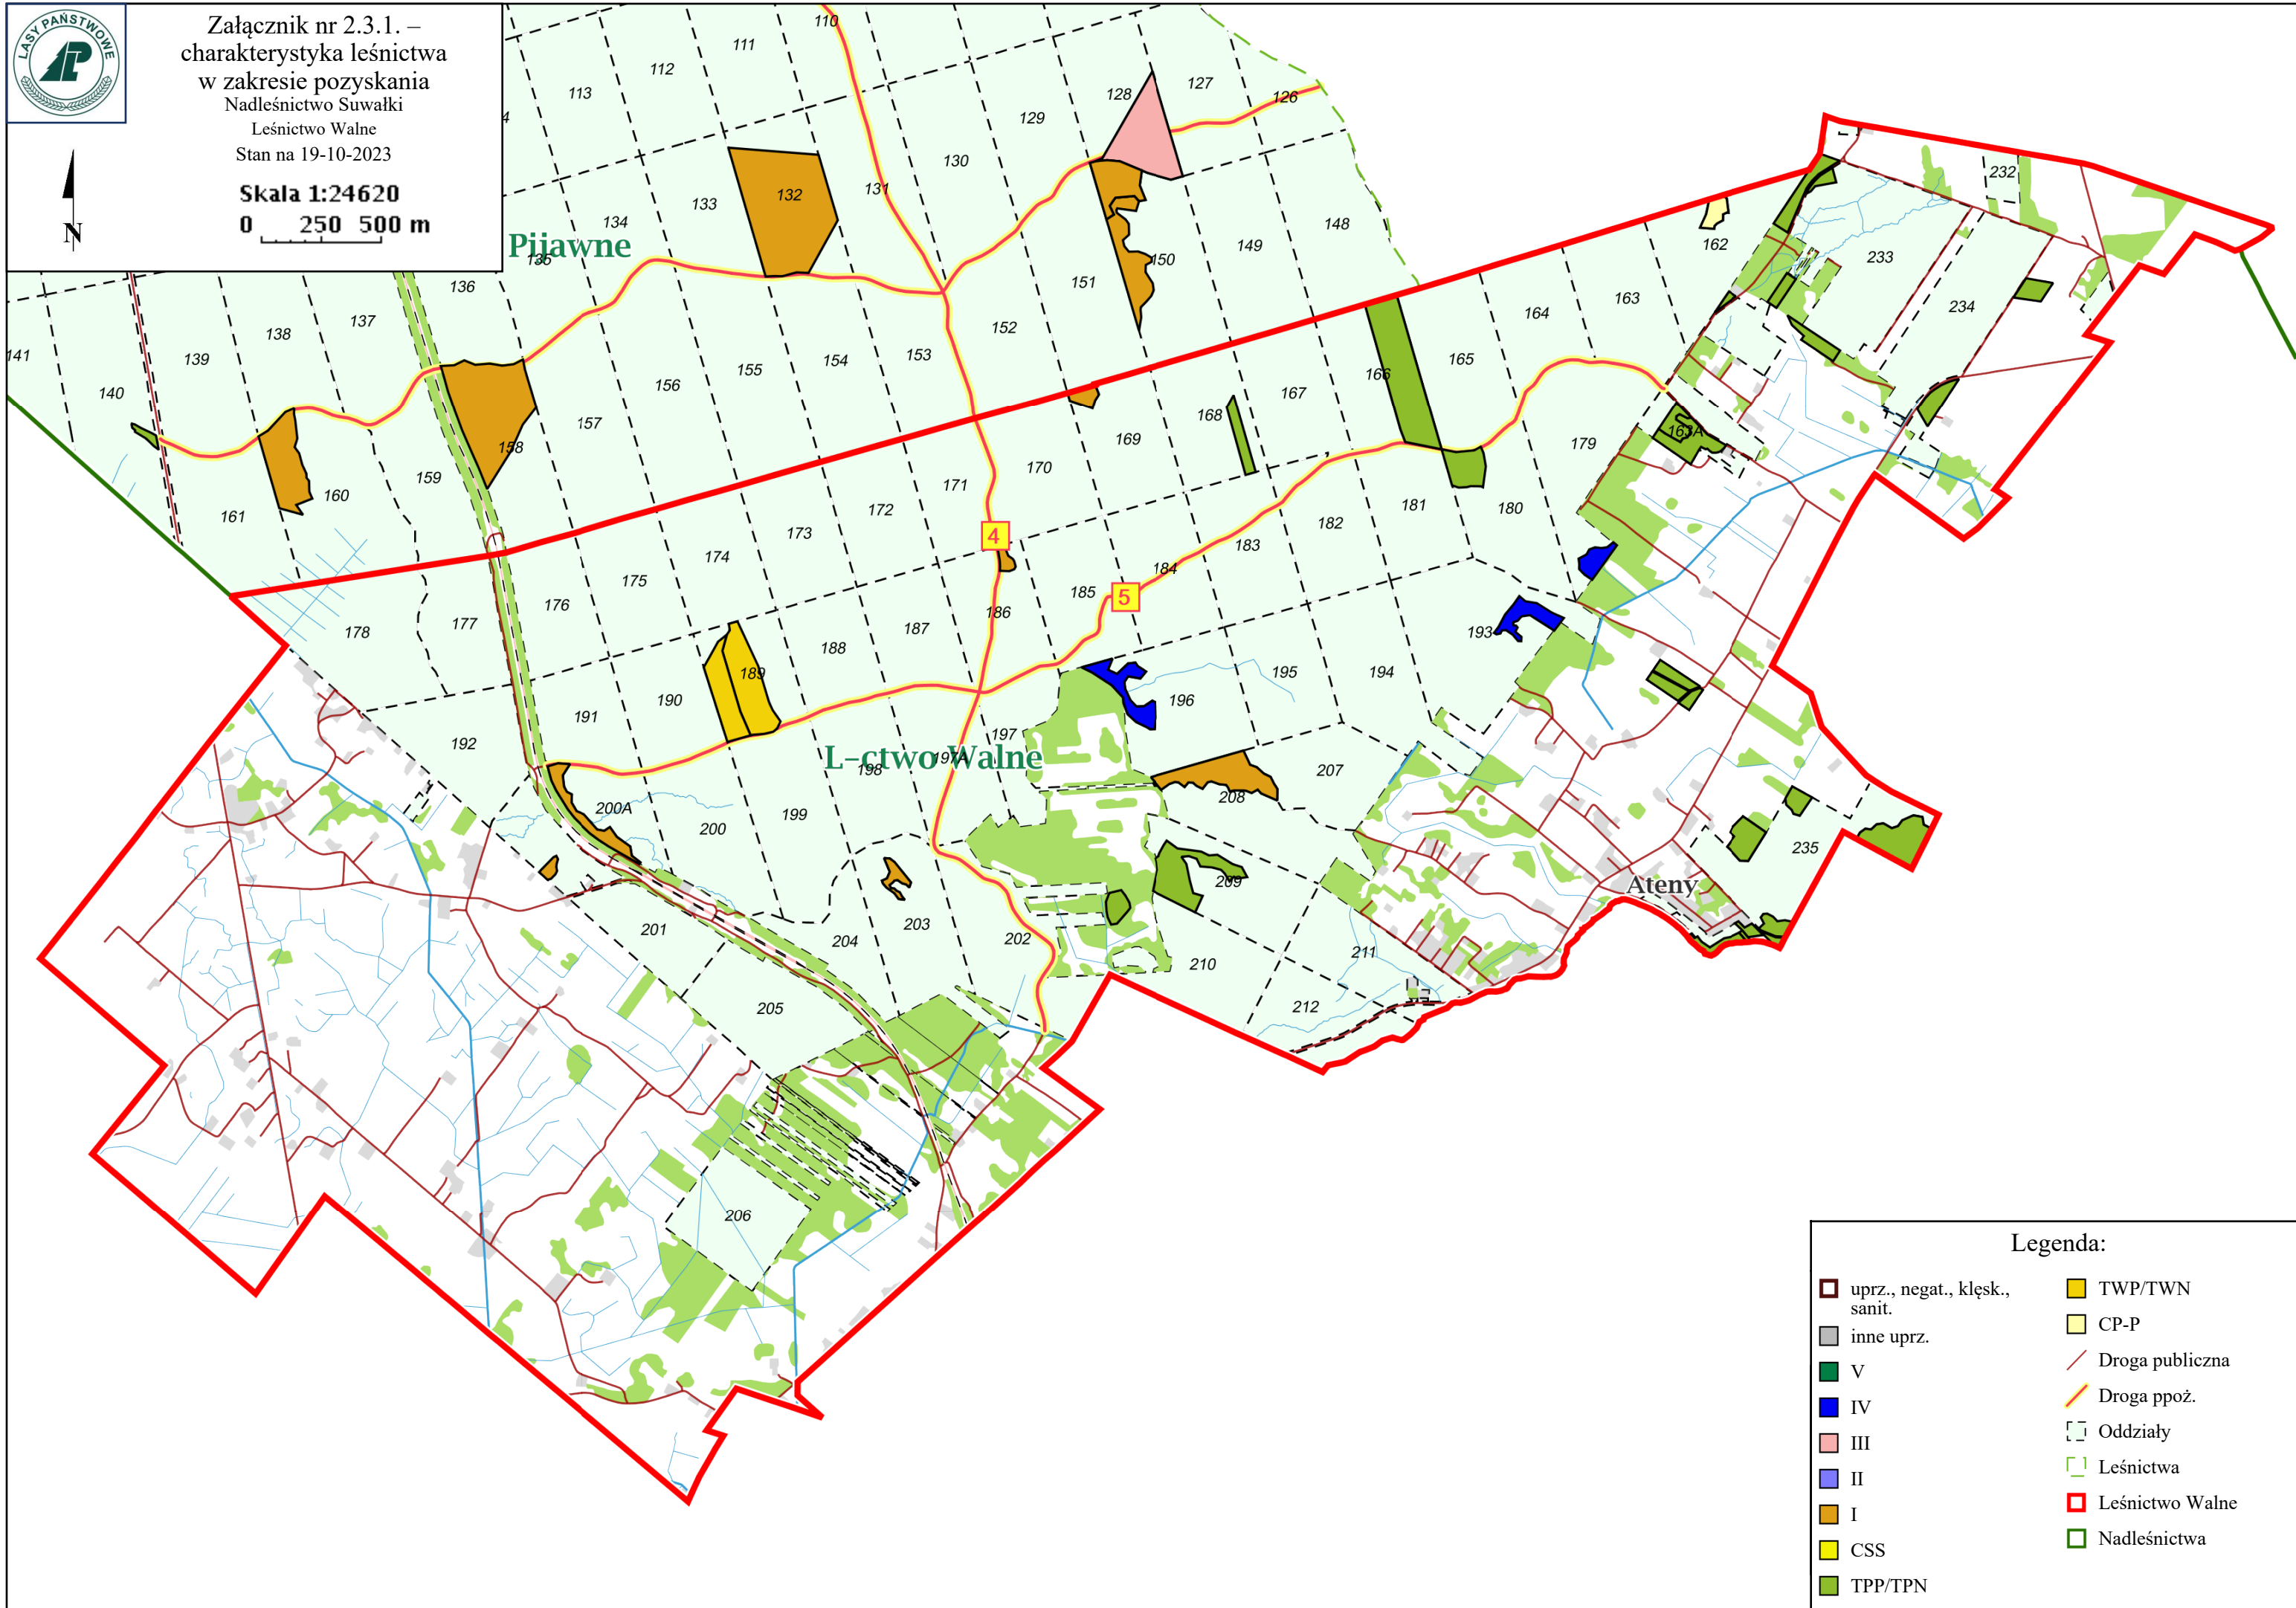 LASY PAŃSTWOWE
Załącznik nr 2.3.1. –
charakterystyka leśnictwa
w zakresie pozyskania
Nadleśnictwo Suwałki
Leśnictwo Walne
Stan na 19-10-2023
Skala 1:24620
0 250 500 m
N
110
111
112
113
4
126
127
128
129
130
131
132
133
134
135
Pijawne
136
137
138
139
140
141
148
149
150
151
152
153
154
155
156
157
158
159
160
161
162
232
233
234
163
164
165
166
167
168
169
170
171
172
173
174
175
176
177
178
163A
179
180
181
182
183
184
185
186
187
188
189
190
191
192
4
5
193
194
195
196
197
197A
L-ctwo Walne
198
199
200
200A
201
202
203
204
205
206
207
208
209
210
211
212
235
Ateny
Legenda:
uprz., negat., klęsk.,
sanit.
inne uprz.
V
IV
III
II
I
CSS
TPP/TPN
TWP/TWN
CP-P
Droga publiczna
Droga ppoż.
Oddziały
Leśnictwa
Leśnictwo Walne
Nadleśnictwa